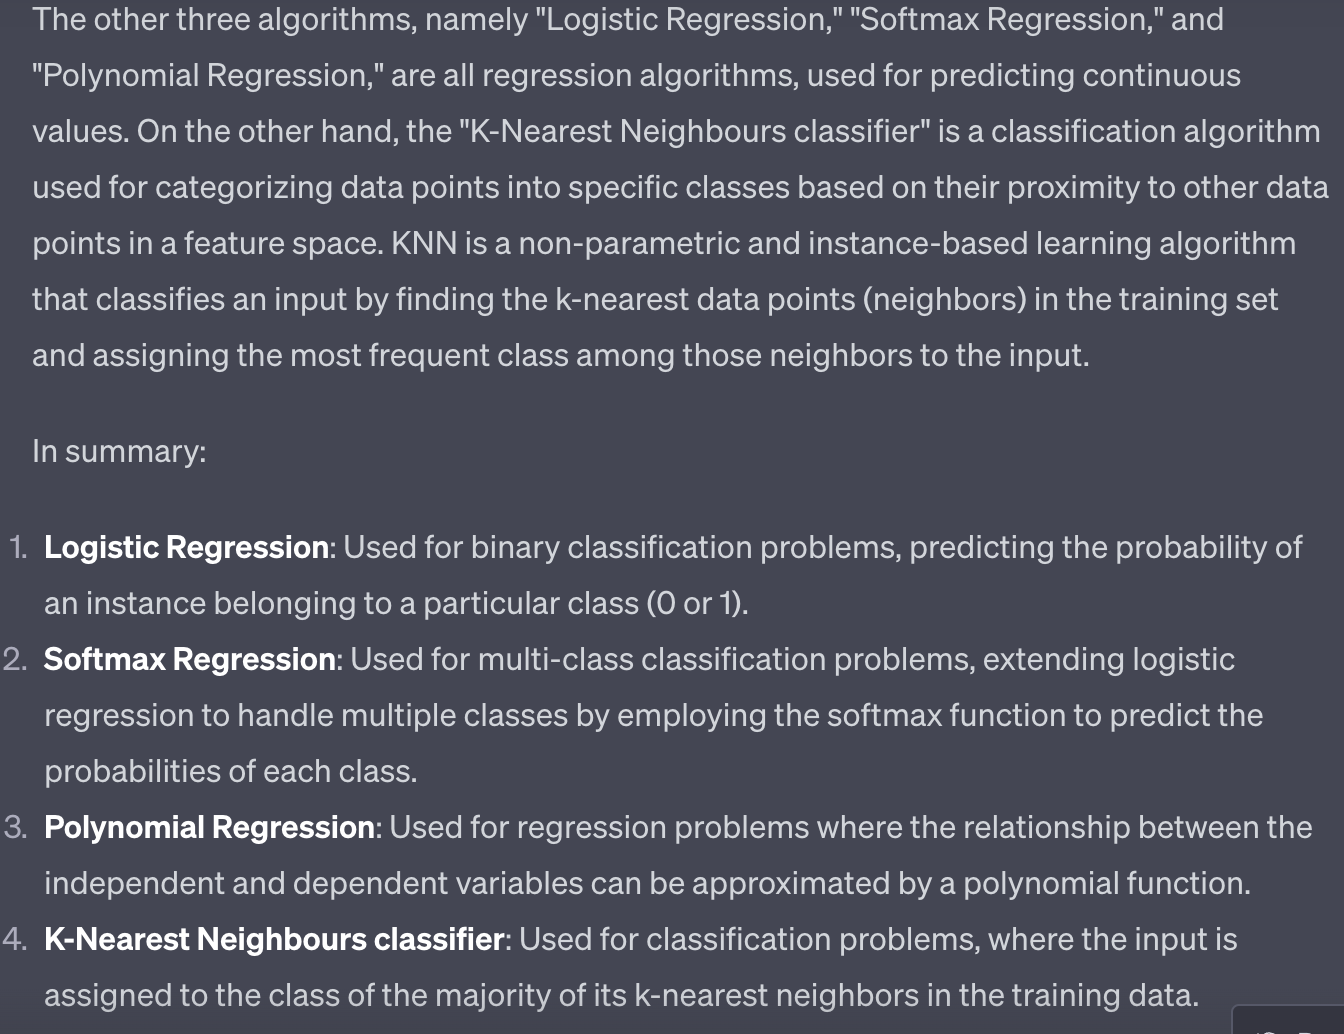 The other three algorithms, namely "Logistic Regression," "Softmax Regression," and
"Polynomial Regression," are all regression algorithms, used for predicting continuous
values. On the other hand, the "K-Nearest Neighbours classifier" is a classification algorithm
used for categorizing data points into specific classes based on their proximity to other data
points in a feature space. KNN is a non-parametric and instance-based learning algorithm
that classifies an input by finding the k-nearest data points (neighbors) in the training set
and assigning the most frequent class among those neighbors to the input.
In summary:
1. Logistic Regression: Used for binary classification problems, predicting the probability of
an instance belonging to a particular class (0 or 1).
2. Softmax Regression: Used for multi-class classification problems, extending logistic
regression to handle multiple classes by employing the softmax function to predict the
probabilities of each class.
3. Polynomial Regression: Used for regression problems where the relationship between the
independent and dependent variables can be approximated by a polynomial function.
4. K-Nearest Neighbours classifier: Used for classification problems, where the input is
assigned to the class of the majority of its k-nearest neighbors in the training data.